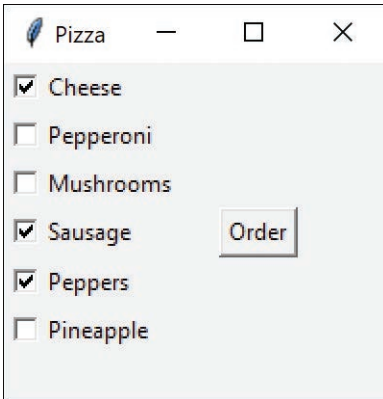 Pizza
Cheese
Pepperoni
Mushrooms
Sausage
Order
Peppers
Pineapple